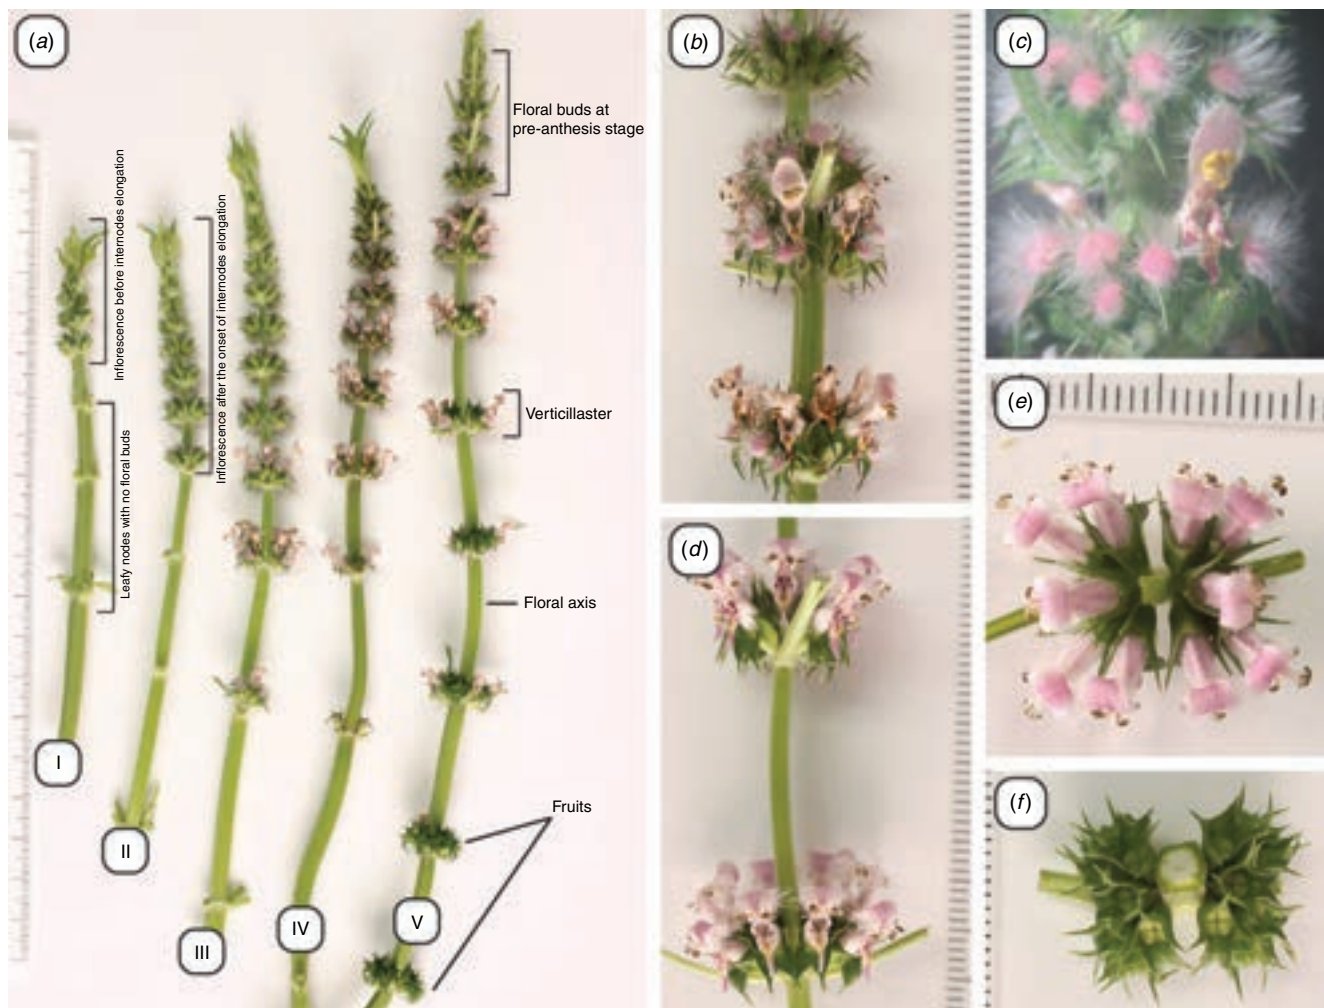 (a)
Floral buds at
pre-anthesis stage
Inflorescence before internodes elongation
Inflorescence after the onset of internodes elongation
Leafy nodes with no floral buds
Verticillaster
Floral axis
Fruits
I
II
III
IV
V
(b)
(c)
(d)
(e)
(f)